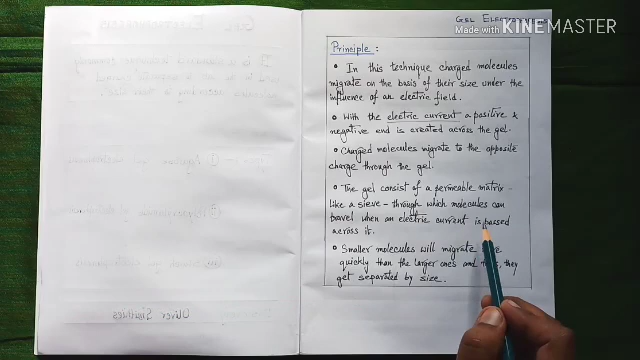 GEL ELECTROPHORESIS
Made with KINEMASTER
Principle :
• In this technique charged molecules
migrate on the basis of their size under the
influence of an electric field.
• With the electric current a positive &
negative end is created across the gel.
• Charged molecules migrate to the opposite
charge through the gel.
• The gel consist of a permeable matrix -
like a sieve - through which molecules can
travel when an electric current is passed
across it.
• Smaller molecules will migrate
quickly than the larger ones and they
get separated by size.
Oliver Smithies